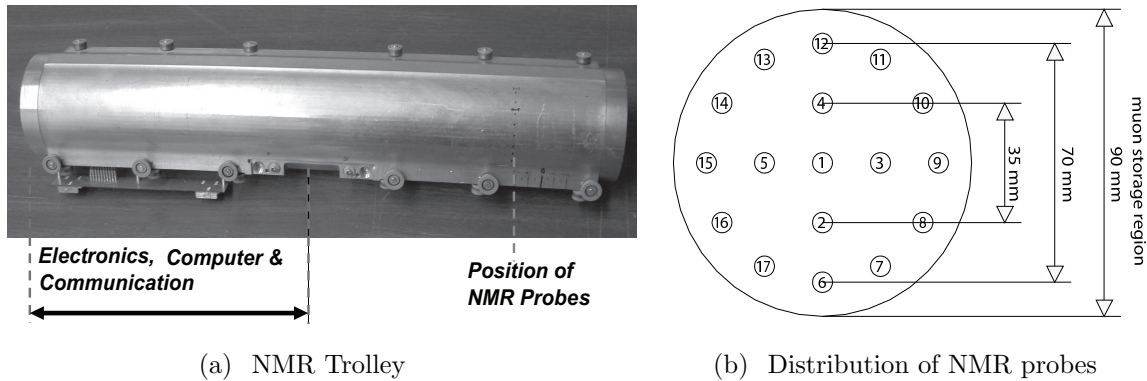 Electronics, Computer &
Communication
Position of
NMR Probes
(a) NMR Trolley
12
13
11
14
4
10
15
5
1
3
9
16
2
8
17
7
6
35 mm
70 mm
90 mm
muon storage region
(b) Distribution of NMR probes